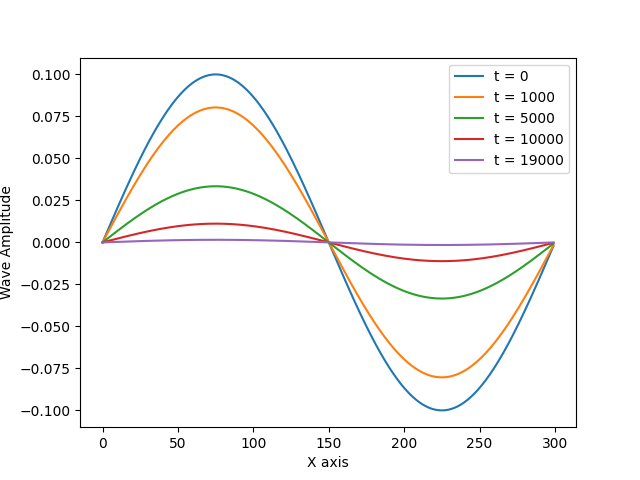 t = 0
t = 1000
t = 5000
t = 10000
t = 19000
0.100
0.075
0.050
0.025
0.000
−0.025
−0.050
−0.075
−0.100
Wave Amplitude
0 50 100 150 200 250 300
X axis